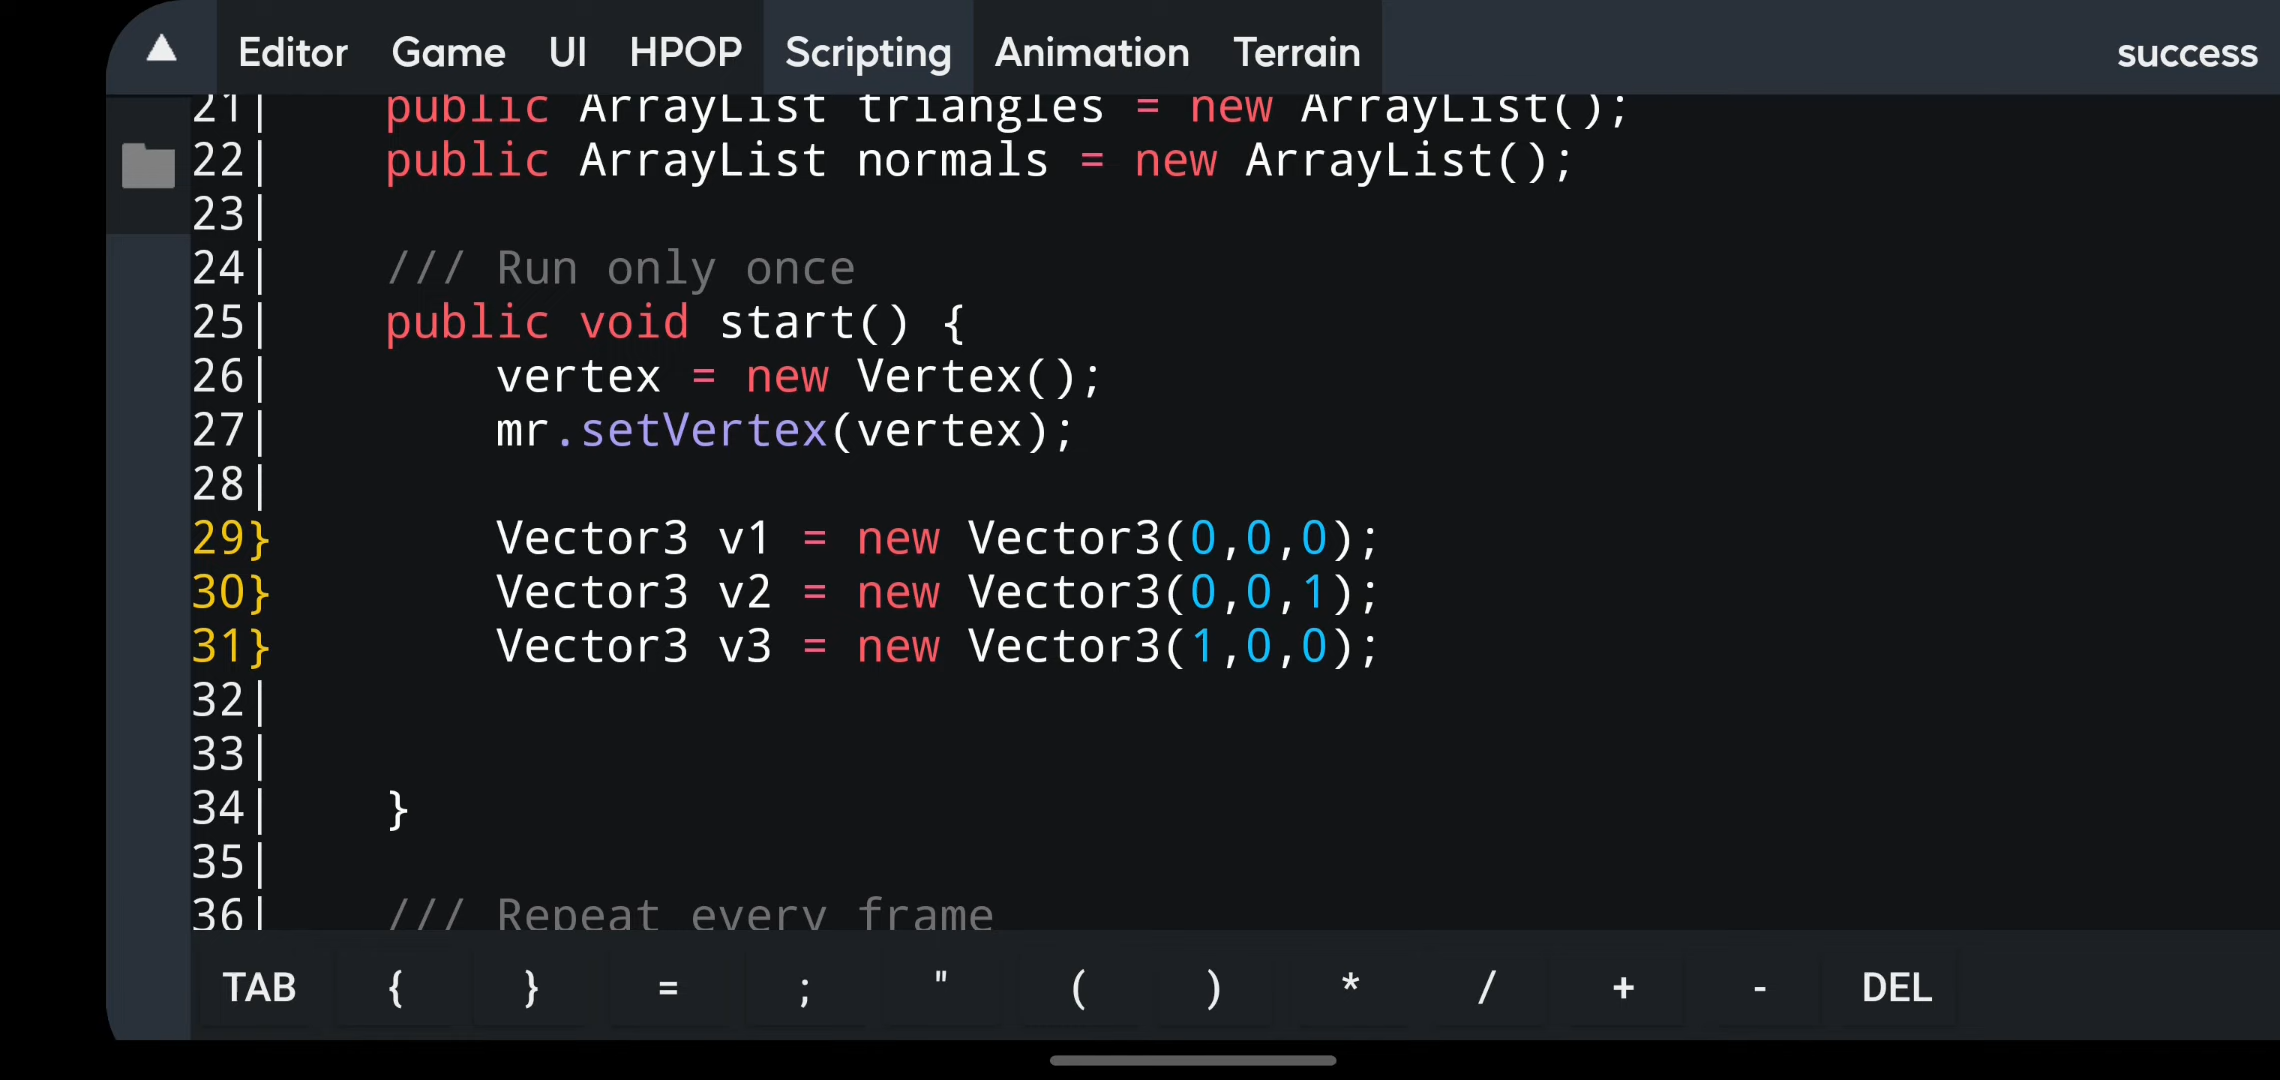 ▲ Editor Game UI HPOP Scripting Animation Terrain success
21| public ArrayList triangles = new ArrayList();
22| public ArrayList normals = new ArrayList();
23|
24| /// Run only once
25| public void start() {
26| vertex = new Vertex();
27| mr.setVertex(vertex);
28|
29} Vector3 v1 = new Vector3(0,0,0);
30} Vector3 v2 = new Vector3(0,0,1);
31} Vector3 v3 = new Vector3(1,0,0);
32|
33|
34| }
35|
36| /// Repeat every frame
TAB { } = ; " ( ) * / + - DEL